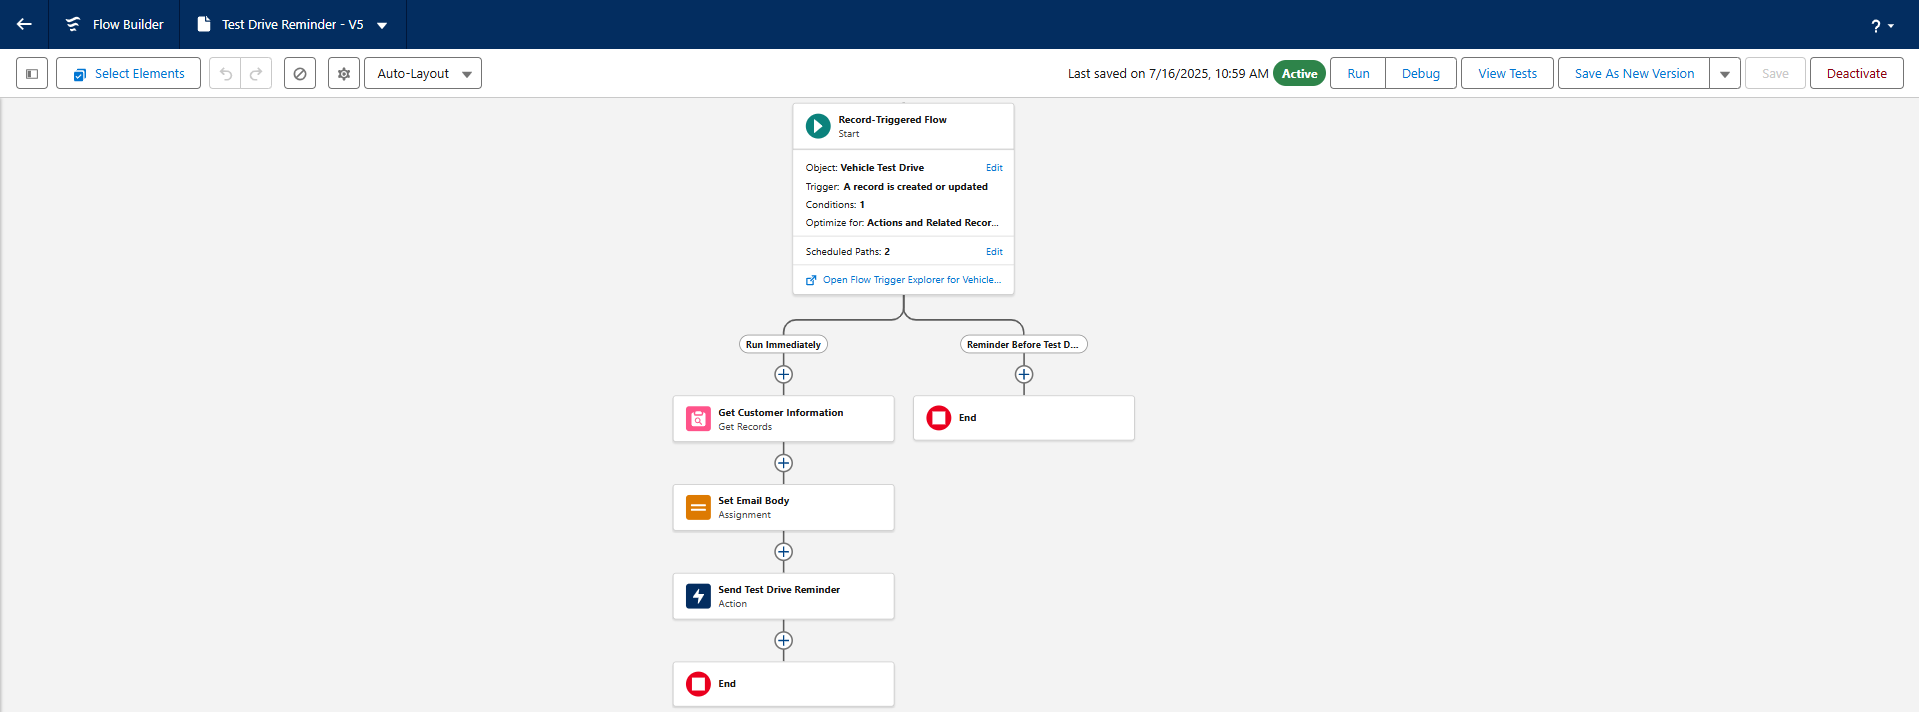 Flow Builder
Test Drive Reminder - V5
?
Select Elements
Auto-Layout
Last saved on 7/16/2025, 10:59 AM
Active
Run
Debug
View Tests
Save As New Version
Save
Deactivate
Record-Triggered Flow
Start
Object: Vehicle Test Drive
Edit
Trigger: A record is created or updated
Conditions: 1
Optimize for: Actions and Related Recor...
Scheduled Paths: 2
Edit
Open Flow Trigger Explorer for Vehicle...
Run Immediately
Reminder Before Test D...
Get Customer Information
Get Records
End
Set Email Body
Assignment
Send Test Drive Reminder
Action
End